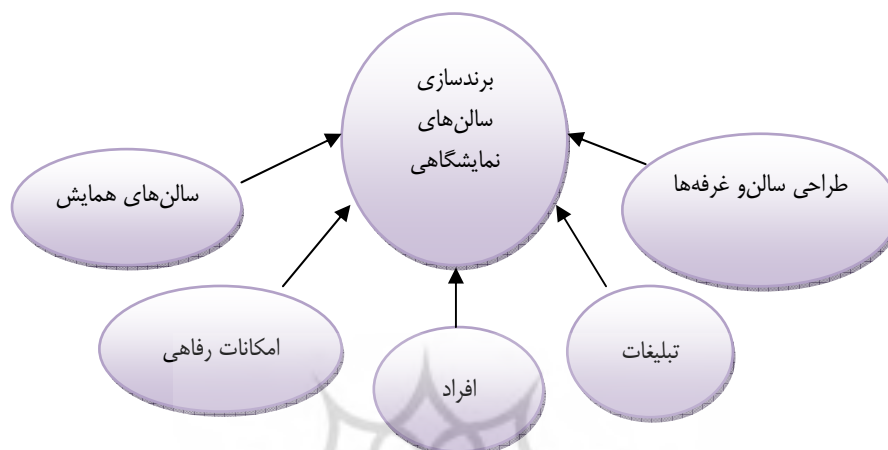 برندسازی
سالن‌های
نمایشگاهی
طراحی سالن‌و غرفه‌ها
سالن‌های همایش
تبلیغات
امکانات رفاهی
افراد